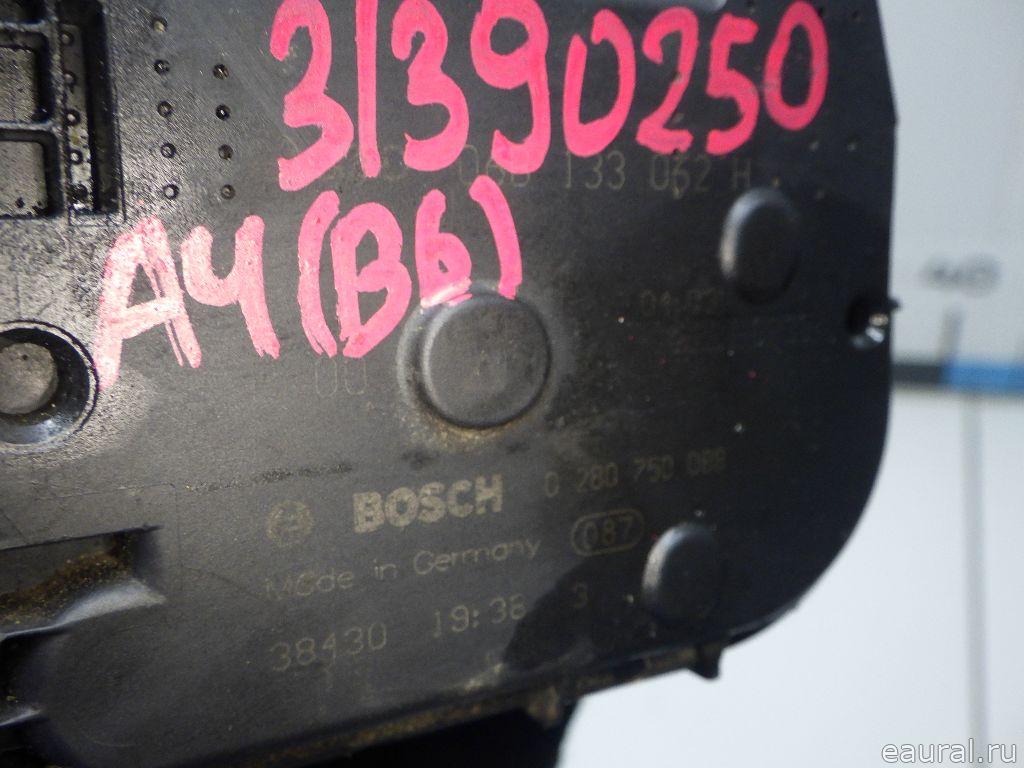 31390250
133 062 H
A4 (B6)
BOSCH 0 280 750 088
087
Made in Germany
38430 19:38 3
eaural.ru